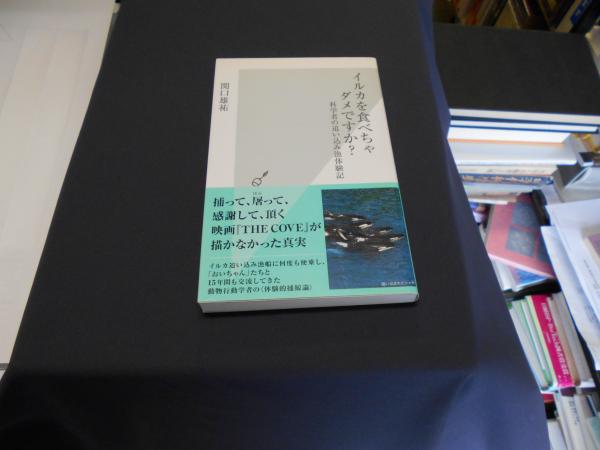 イルカを食べちゃ
ダメですか?
科学者の追い込み漁体験記
関口雄祐
捕って、屠って、
感謝して、頂く
映画『THE COVE』が
描かなかった真実
イルカ追い込み漁船に何度も便乗し、
「おいちゃん」たちと
15年間も交流してきた
動物行動学者の〈体験的捕鯨論〉